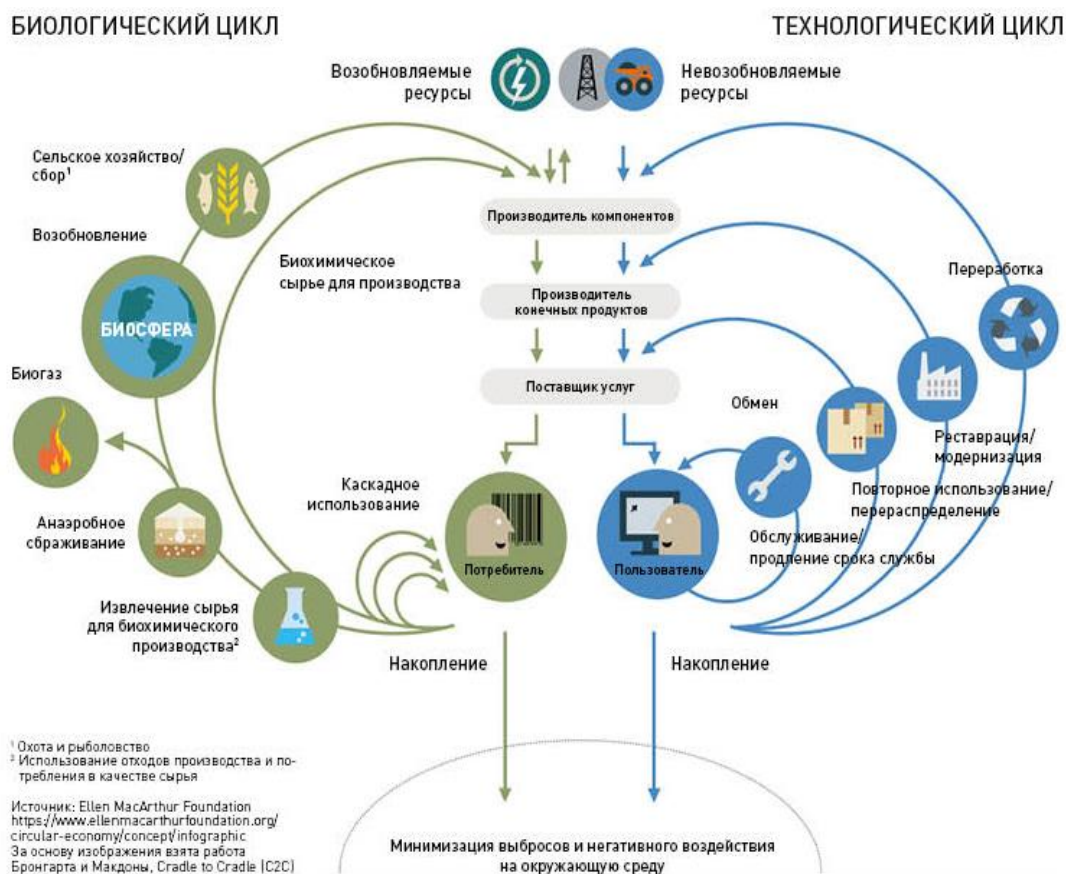 БИОЛОГИЧЕСКИЙ ЦИКЛ
ТЕХНОЛОГИЧЕСКИЙ ЦИКЛ
Возобновляемые
ресурсы
Невозобновляемые
ресурсы
Сельское хозяйство/
сбор¹
Возобновление
Производитель компонентов
Биохимическое
сырье для производства
Переработка
Производитель
конечных продуктов
БИОСФЕРА
Биогаз
Поставщик услуг
Обмен
Реставрация/
модернизация
Каскадное
использование
Повторное использование/
перераспределение
Анаэробное
сбраживание
Обслуживание/
продление срока службы
Потребитель
Пользователь
Извлечение сырья
для биохимического
производства²
Накопление
Накопление
¹ Охота и рыболовство
² Использование отходов производства и по-
требления в качестве сырья
Источник: Ellen MacArthur Foundation
https://www.ellenmacarthurfoundation.org/
circular-economy/concept/infographic
За основу изображения взята работа
Бронгарта и Макдоны, Cradle to Cradle (C2C)
Минимизация выбросов и негативного воздействия
на окружающую среду